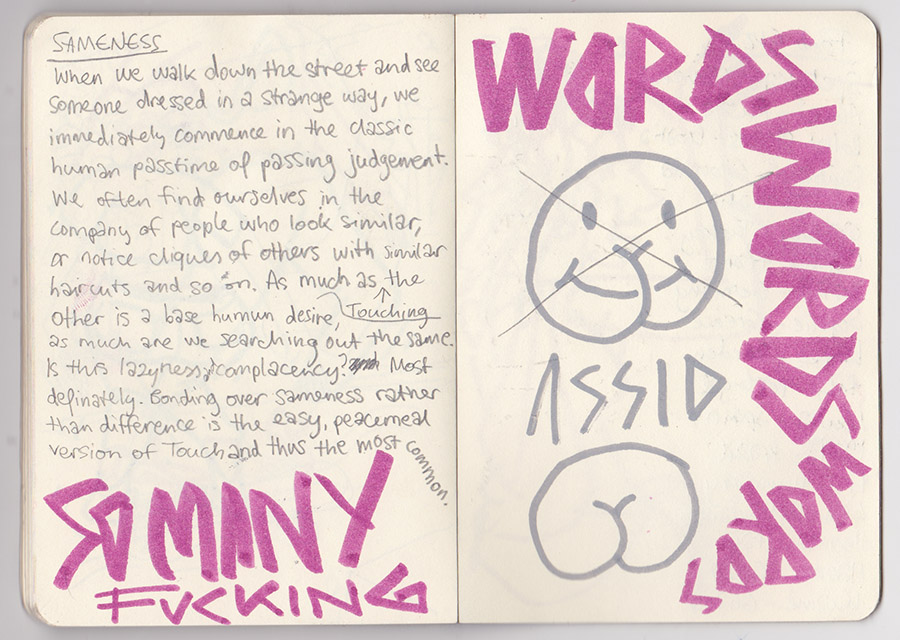 SAMENESS
When we walk down the street and see
someone dressed in a strange way, we
immediately commence in the classic
human passtime of passing judgement.
We often find ourselves in the
company of people who look similar,
or notice cliques of others with similar
haircuts and so on. As much as the
Touching
Other is a base human desire,
as much are we searching out the same.
Is this lazyness/complacency? Most
definately. Bonding over sameness rather
than difference is the easy, peacemeal
version of Touch and thus the most common.
SO MANY
FUCKING
WORDS WORDS WORDS
ASSID